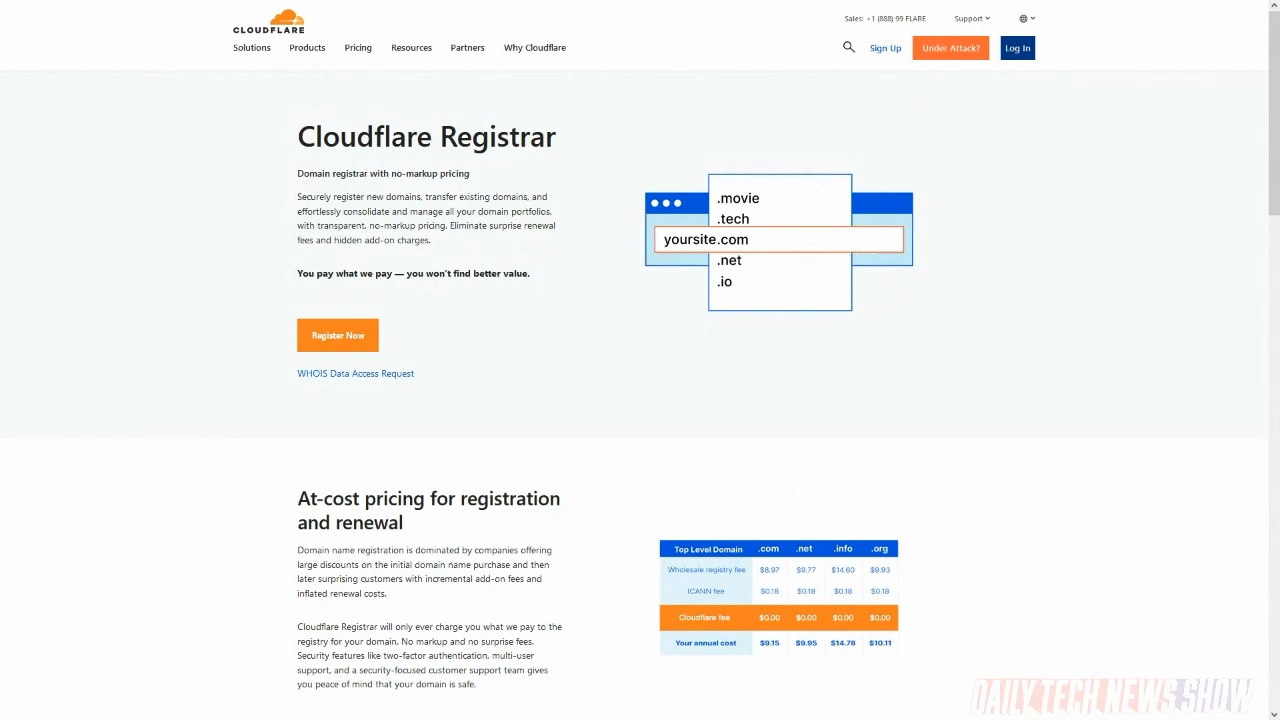 CLOUDFLARE
Sales: +1 (888) 99 FLARE
Support
Solutions
Products
Pricing
Resources
Partners
Why Cloudflare
Sign Up
Under Attack?
Log In
Cloudflare Registrar
Domain registrar with no-markup pricing
Securely register new domains, transfer existing domains, and
effortlessly consolidate and manage all your domain portfolios,
with transparent, no-markup pricing. Eliminate surprise renewal
fees and hidden add-on charges.
You pay what we pay — you won't find better value.
Register Now
WHOIS Data Access Request
.movie
.tech
yoursite.com
.net
.io
At-cost pricing for registration
and renewal
Domain name registration is dominated by companies offering
large discounts on the initial domain name purchase and then
later surprising customers with incremental add-on fees and
inflated renewal costs.
Cloudflare Registrar will only ever charge you what we pay to the
registry for your domain. No markup and no surprise fees.
Security features like two-factor authentication, multi-user
support, and a security-focused customer support team gives
you peace of mind that your domain is safe.
Top Level Domain .com .net .info .org
Wholesale registry fee $8.97 $9.77 $14.60 $9.93
ICANN fee $0.18 $0.18 $0.18 $0.18
Cloudflare fee $0.00 $0.00 $0.00 $0.00
Your annual cost $9.15 $9.95 $14.78 $10.11
DAILY TECH NEWS SHOW